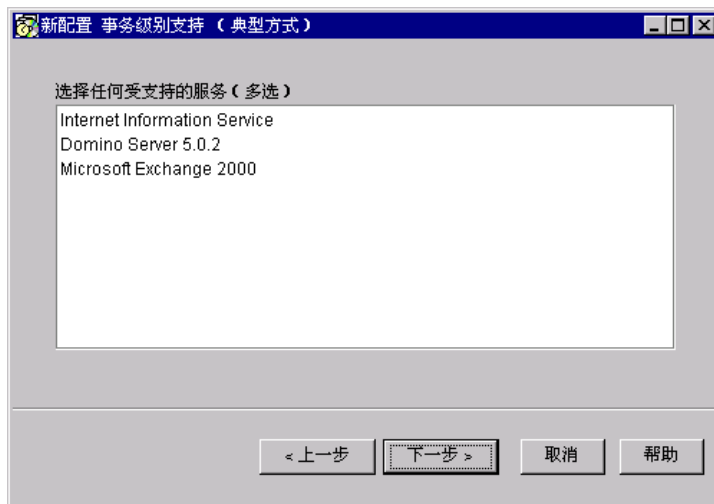 新配置 事务级别支持 （典型方式）
选择任何受支持的服务（多选）
Internet Information Service
Domino Server 5.0.2
Microsoft Exchange 2000
< 上一步
下一步 >
取消
帮助